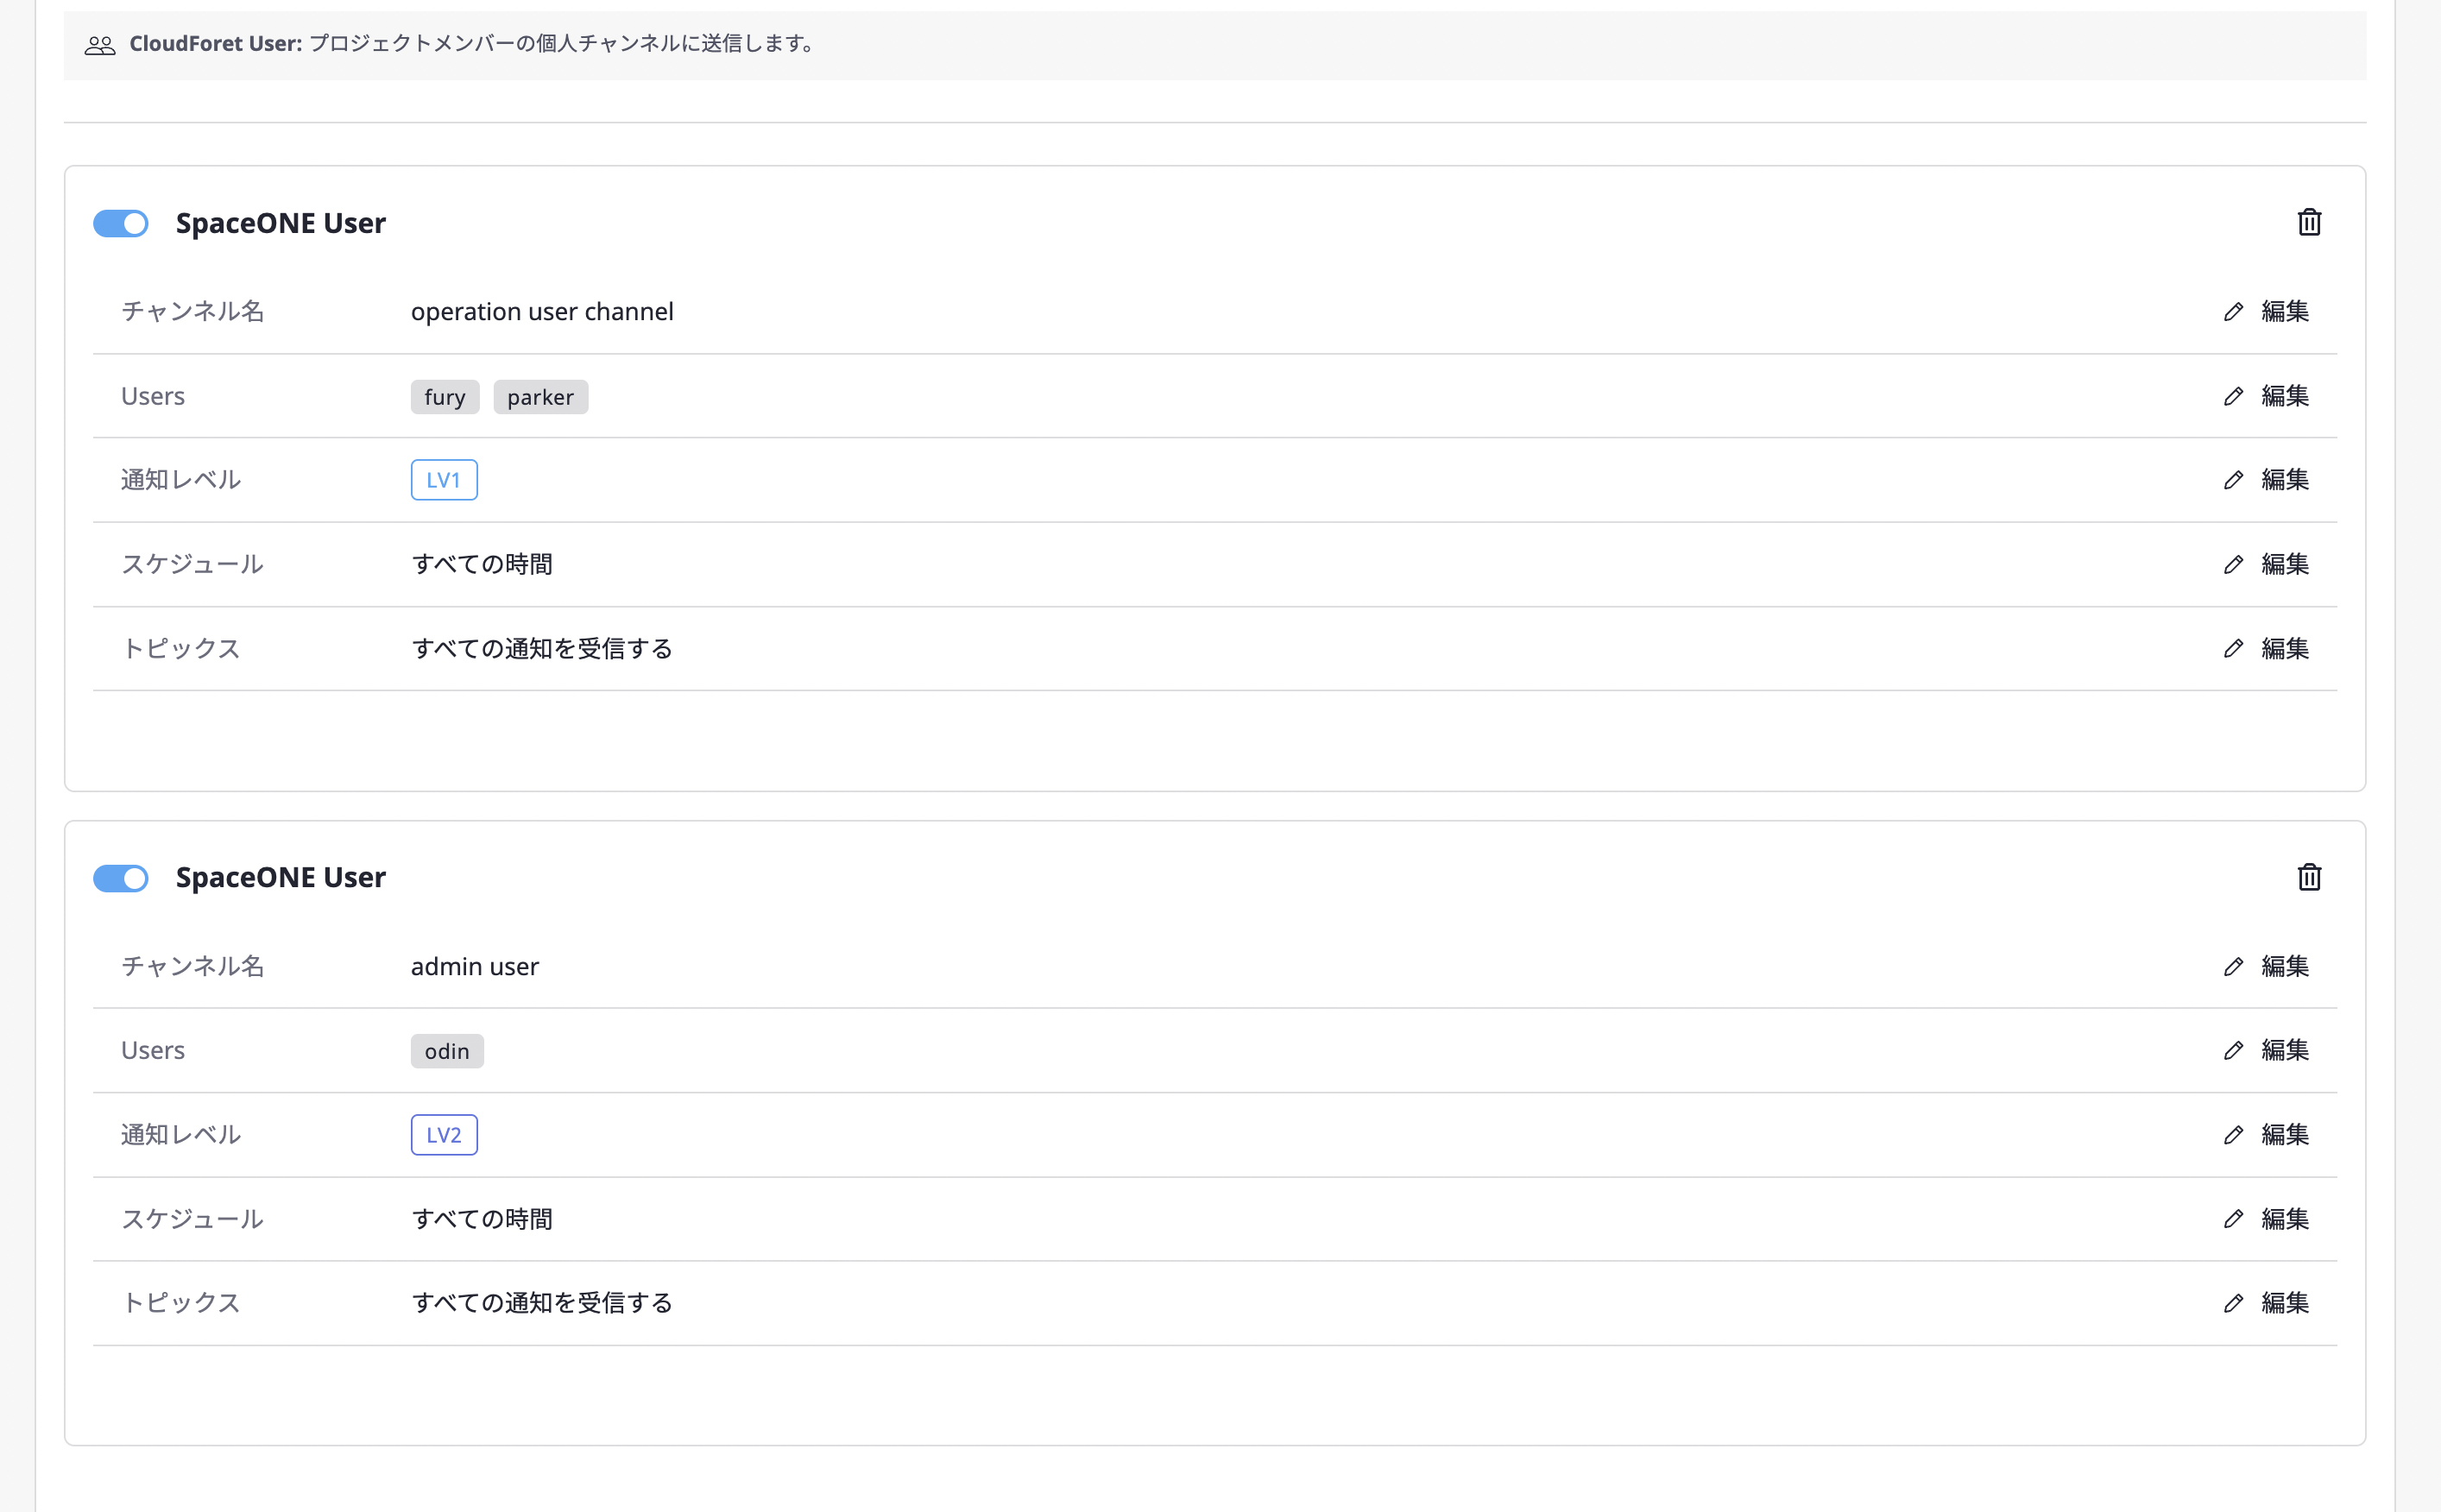 CloudForet User: プロジェクトメンバーの個人チャンネルに送信します。
SpaceONE User
チャンネル名 operation user channel 編集
Users fury parker 編集
通知レベル LV1 編集
スケジュール すべての時間 編集
トピックス すべての通知を受信する 編集
SpaceONE User
チャンネル名 admin user 編集
Users odin 編集
通知レベル LV2 編集
スケジュール すべての時間 編集
トピックス すべての通知を受信する 編集